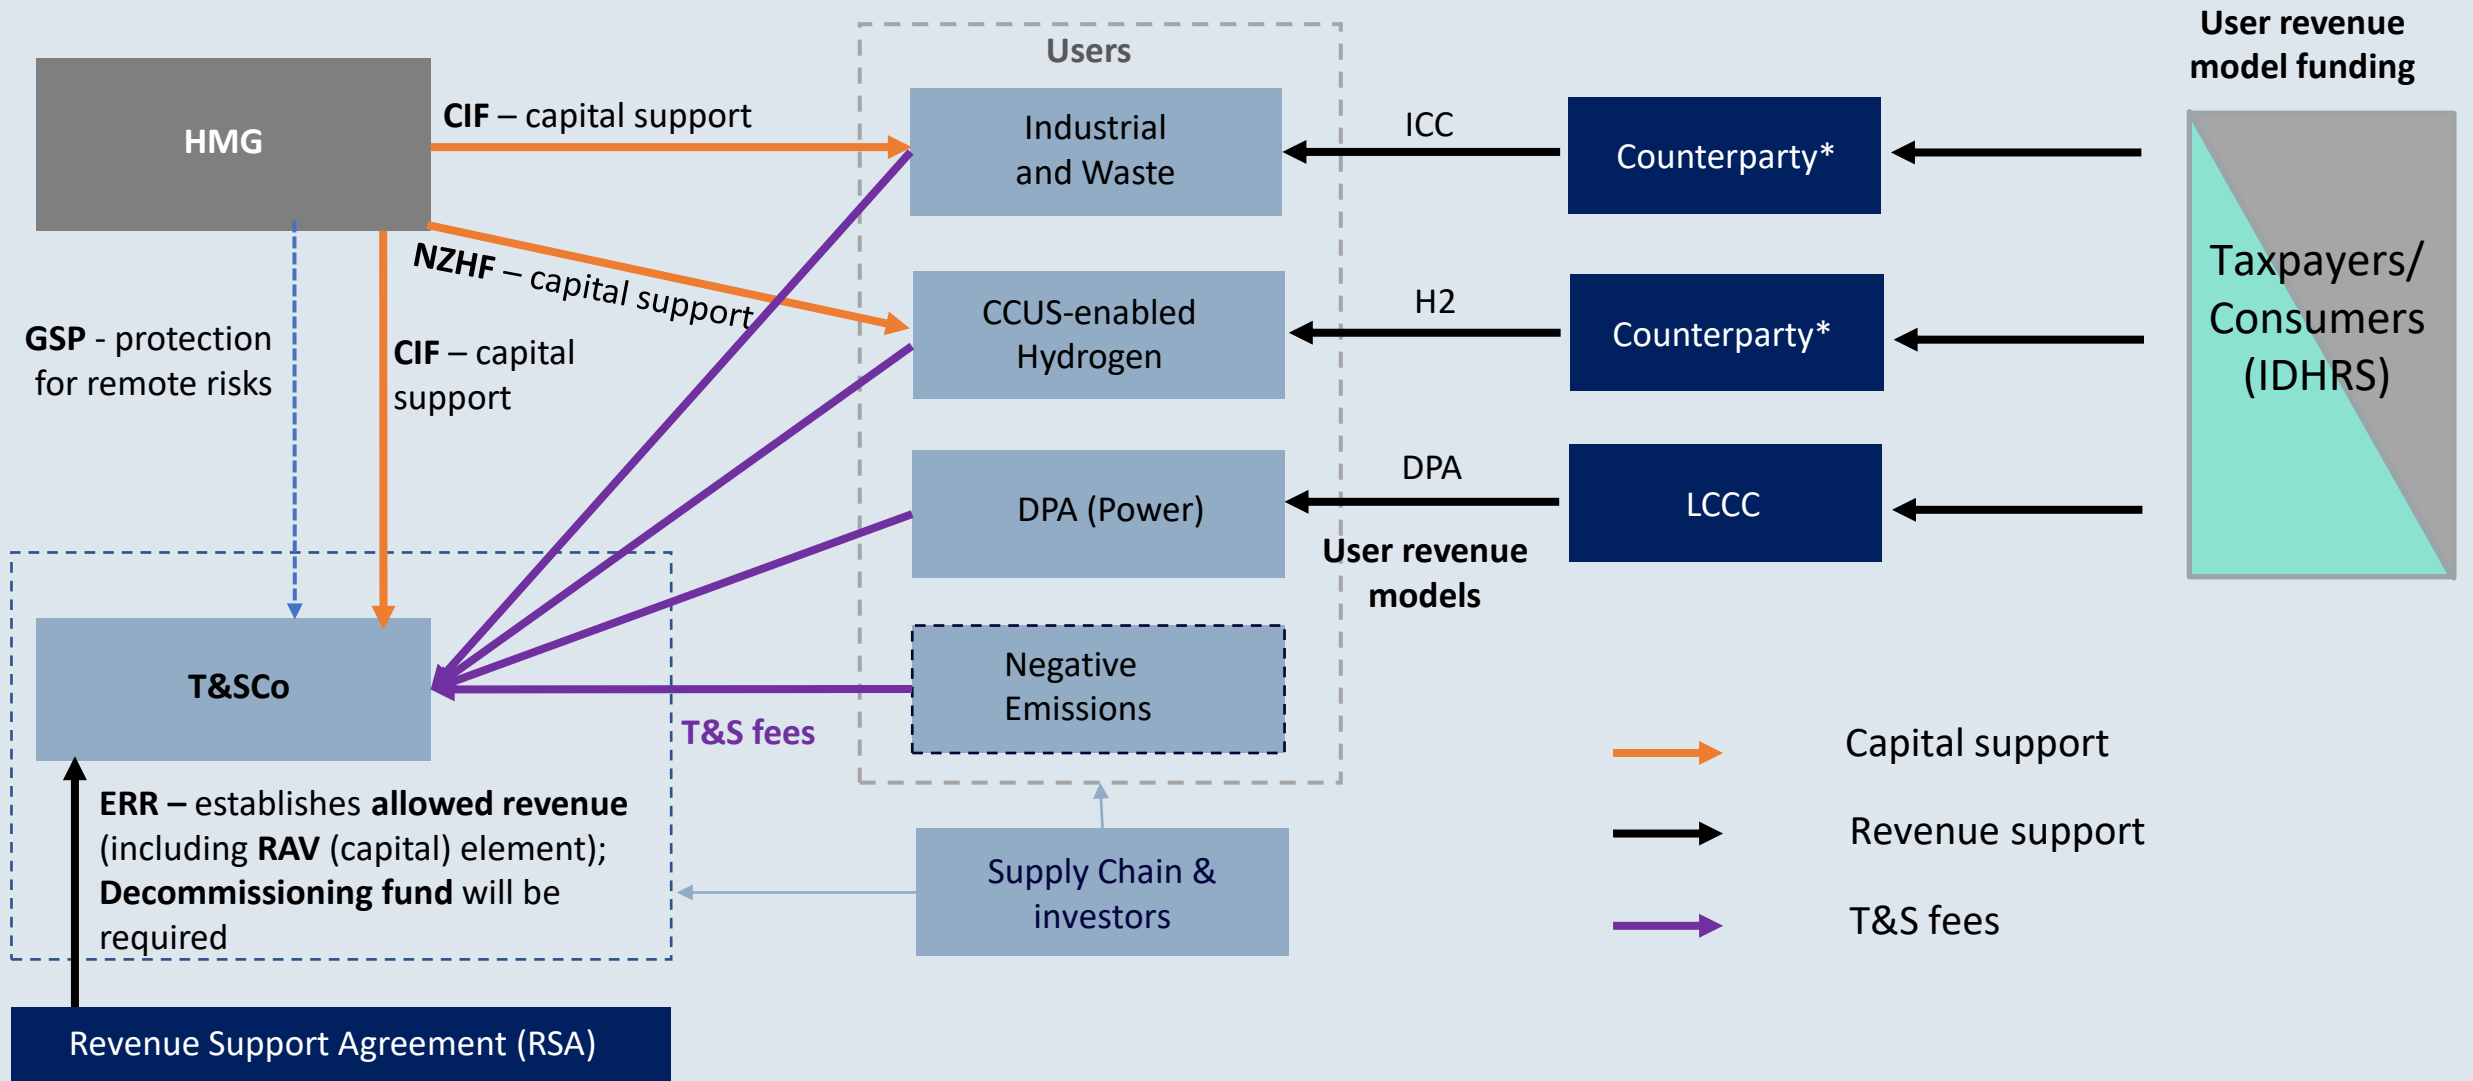 User revenue
model funding
Users
HMG
CIF – capital support
Industrial
and Waste
ICC
Counterparty*
NZHF – capital support
GSP - protection
for remote risks
CIF – capital
support
CCUS-enabled
Hydrogen
H2
Counterparty*
Taxpayers/
Consumers
(IDHRS)
DPA (Power)
DPA
LCCC
User revenue
models
T&SCo
Negative
Emissions
T&S fees
ERR – establishes allowed revenue
(including RAV (capital) element);
Decommissioning fund will be
required
Supply Chain &
investors
Capital support
Revenue support
T&S fees
Revenue Support Agreement (RSA)